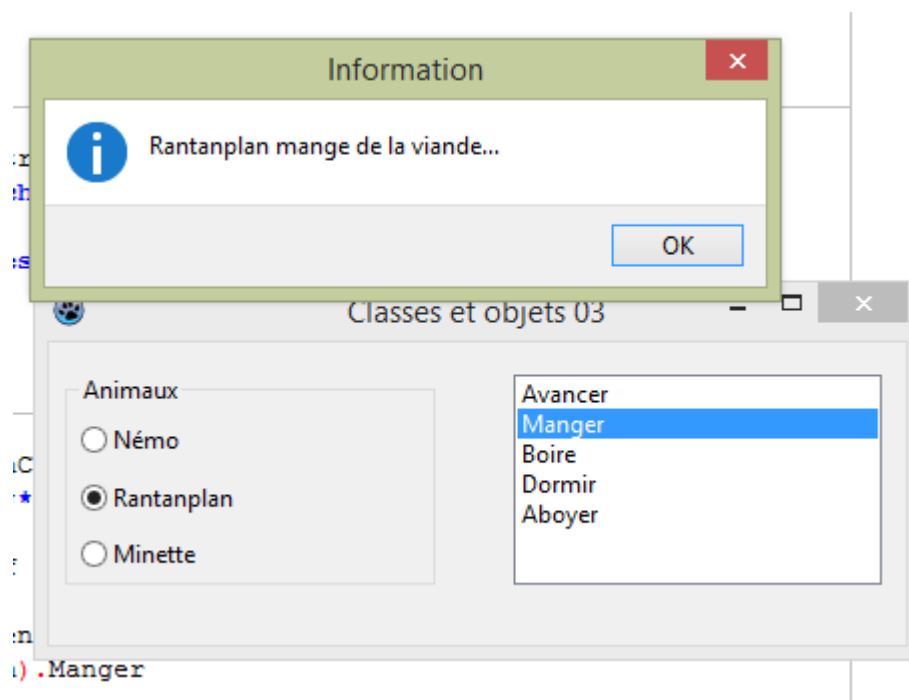 Information
Rantanplan mange de la viande...
OK
Classes et objets 03
Animaux
Némo
Rantanplan
Minette
Avancer
Manger
Boire
Dormir
Aboyer
).Manger